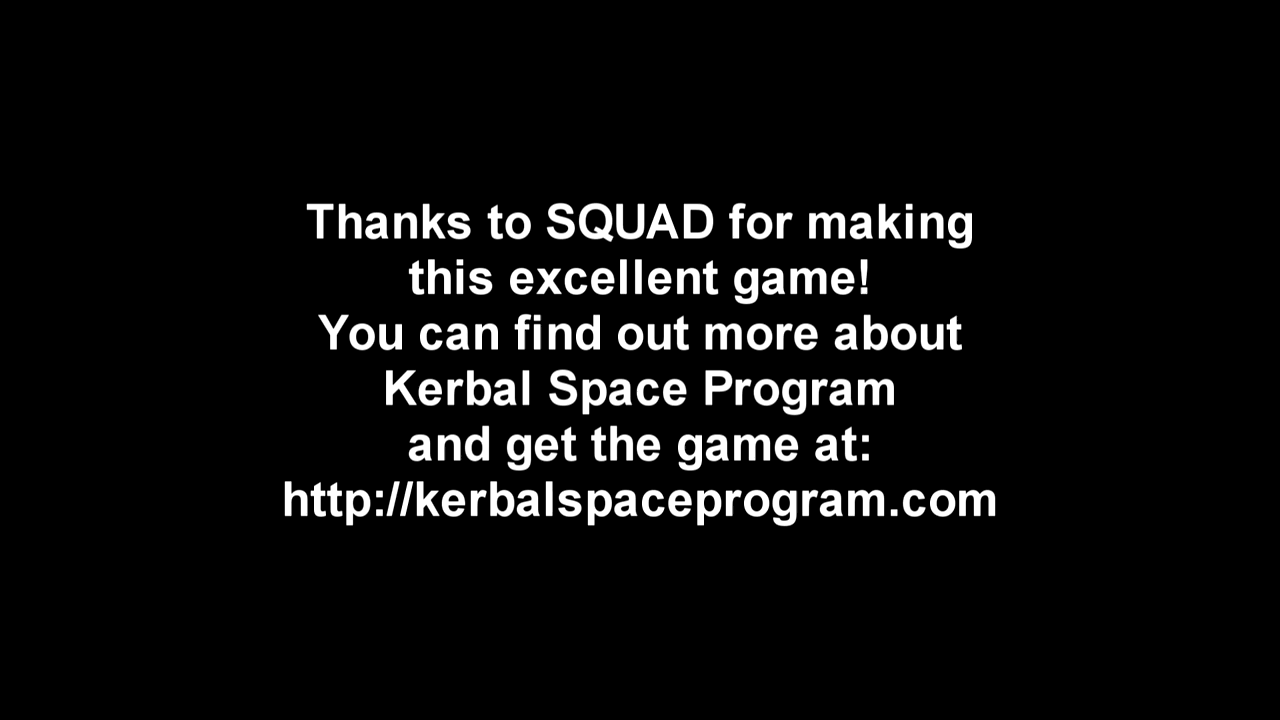 Thanks to SQUAD for making
this excellent game!
You can find out more about
Kerbal Space Program
and get the game at:
http://kerbalspaceprogram.com